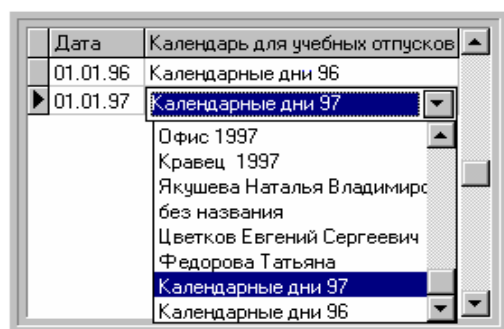 Дата Календарь для учебных отпусков
01.01.96 Календарные дни 96
01.01.97 Календарные дни 97
Офис 1997
Кравец 1997
Якушева Наталья Владимирс
без названия
Цветков Евгений Сергеевич
Федорова Татьяна
Календарные дни 97
Календарные дни 96